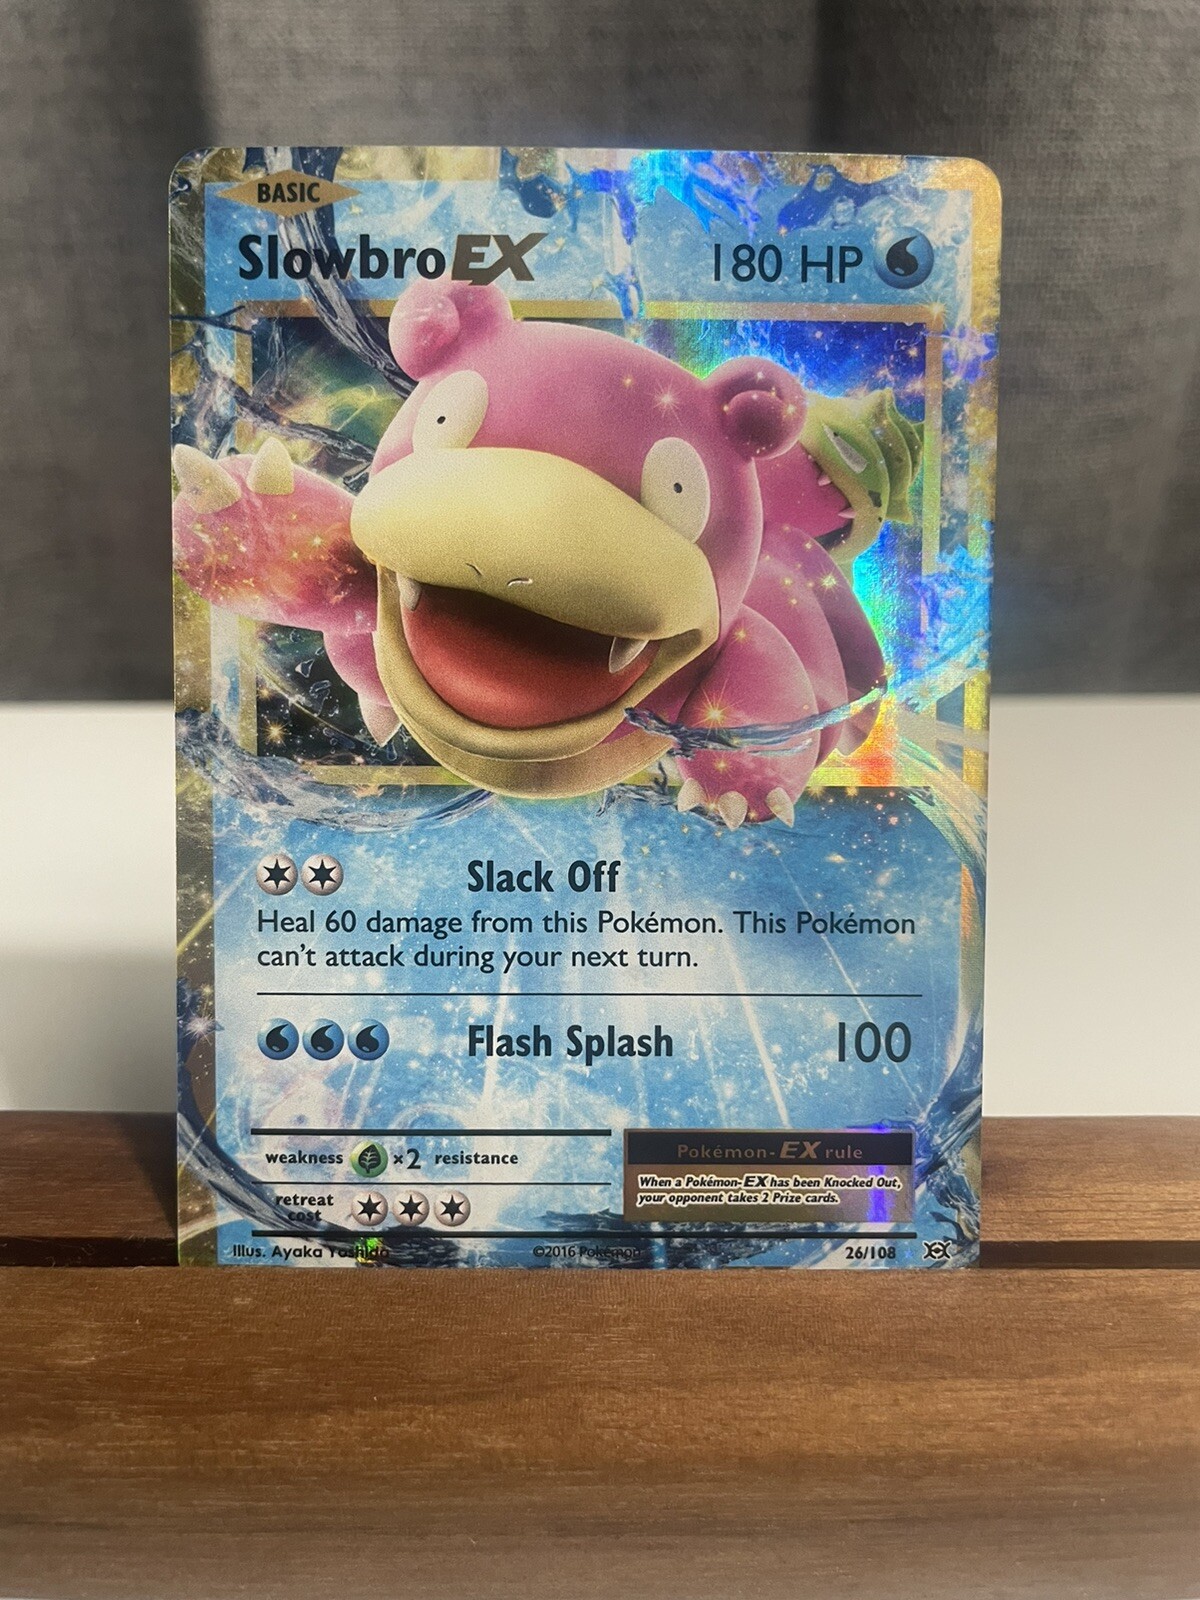 BASIC
SlowbroEX 180 HP
Slack Off
Heal 60 damage from this Pokémon. This Pokémon
can't attack during your next turn.
Flash Splash 100
weakness ×2 resistance
retreat
cost
Pokémon-EX rule
When a Pokémon-EX has been Knocked Out,
your opponent takes 2 Prize cards.
Illus. Ayaka Yoshida ©2016 Pokémon 26/108